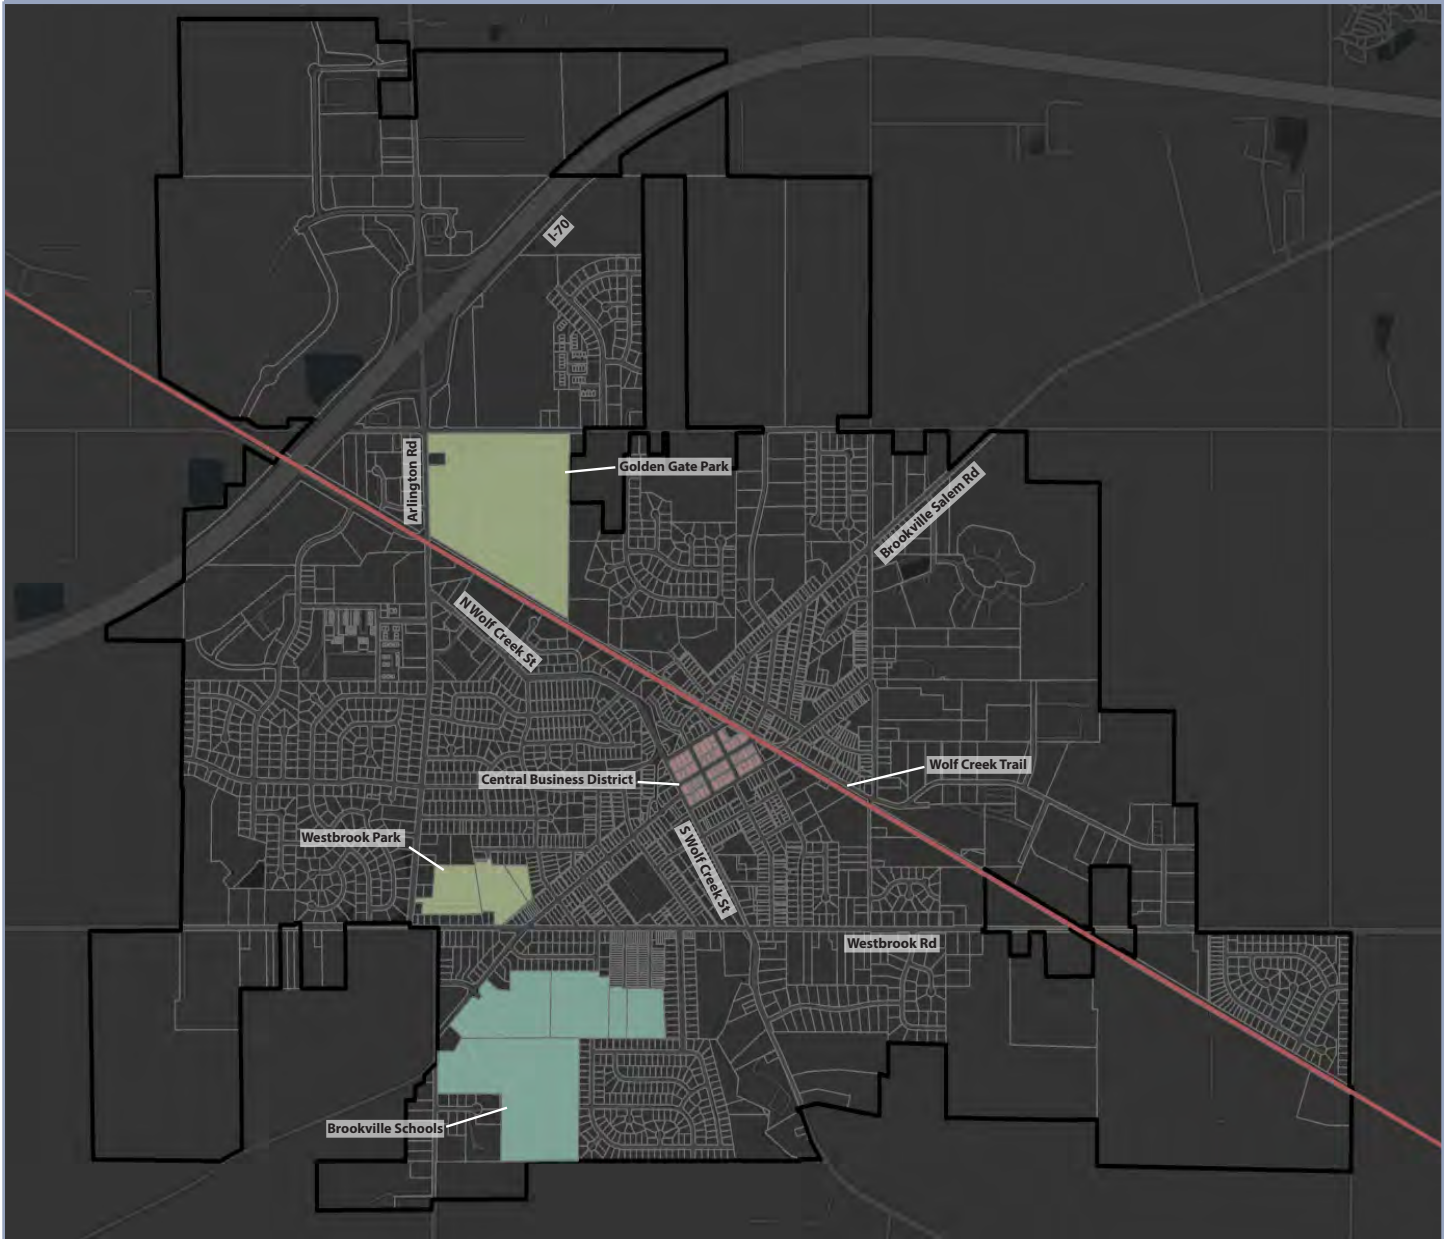 I-70
Arlington Rd
Golden Gate Park
Brookville Salem Rd
N Wolf Creek St
Wolf Creek Trail
Central Business District
Westbrook Park
S Wolf Creek St
Westbrook Rd
Brookville Schools